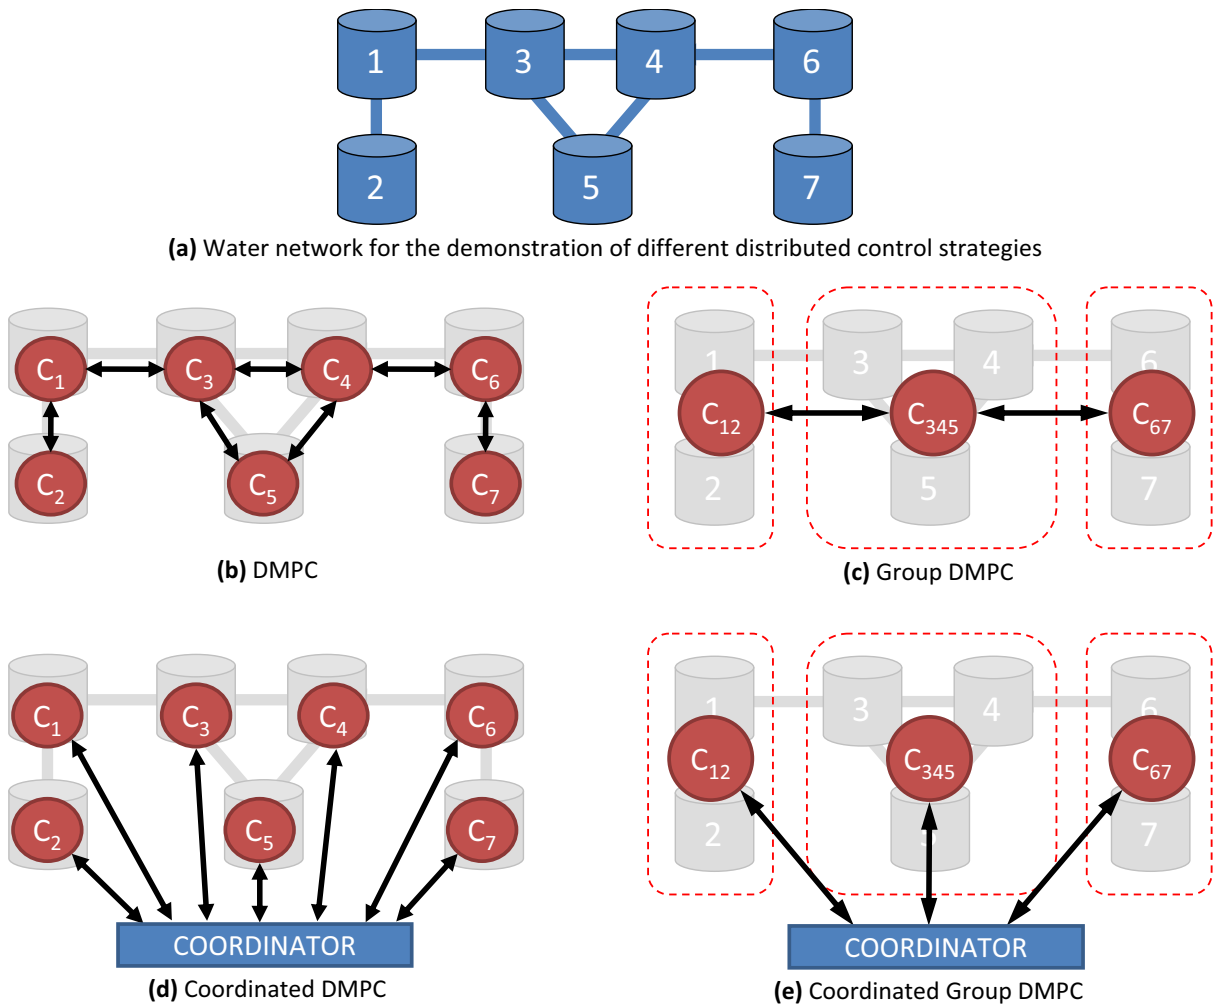 1 3 4 6
2 5 7
(a) Water network for the demonstration of different distributed control strategies
C1 C3 C4 C6
C2 C5 C7
(b) DMPC
1 3 4 6
C12 C345 C67
2 5 7
(c) Group DMPC
C1 C3 C4 C6
C2 C5 C7
COORDINATOR
(d) Coordinated DMPC
1 3 4 6
C12 C345 C67
2 5 7
COORDINATOR
(e) Coordinated Group DMPC